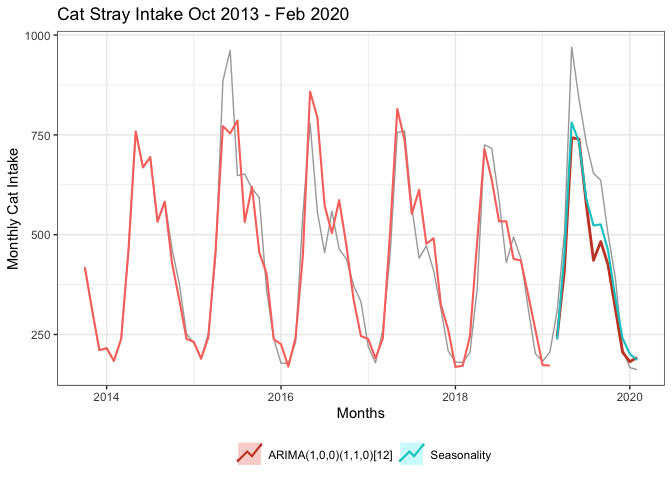 Cat Stray Intake Oct 2013 - Feb 2020
1000
750
500
250
Monthly Cat Intake
2014 2016 2018 2020
Months
ARIMA(1,0,0)(1,1,0)[12] Seasonality